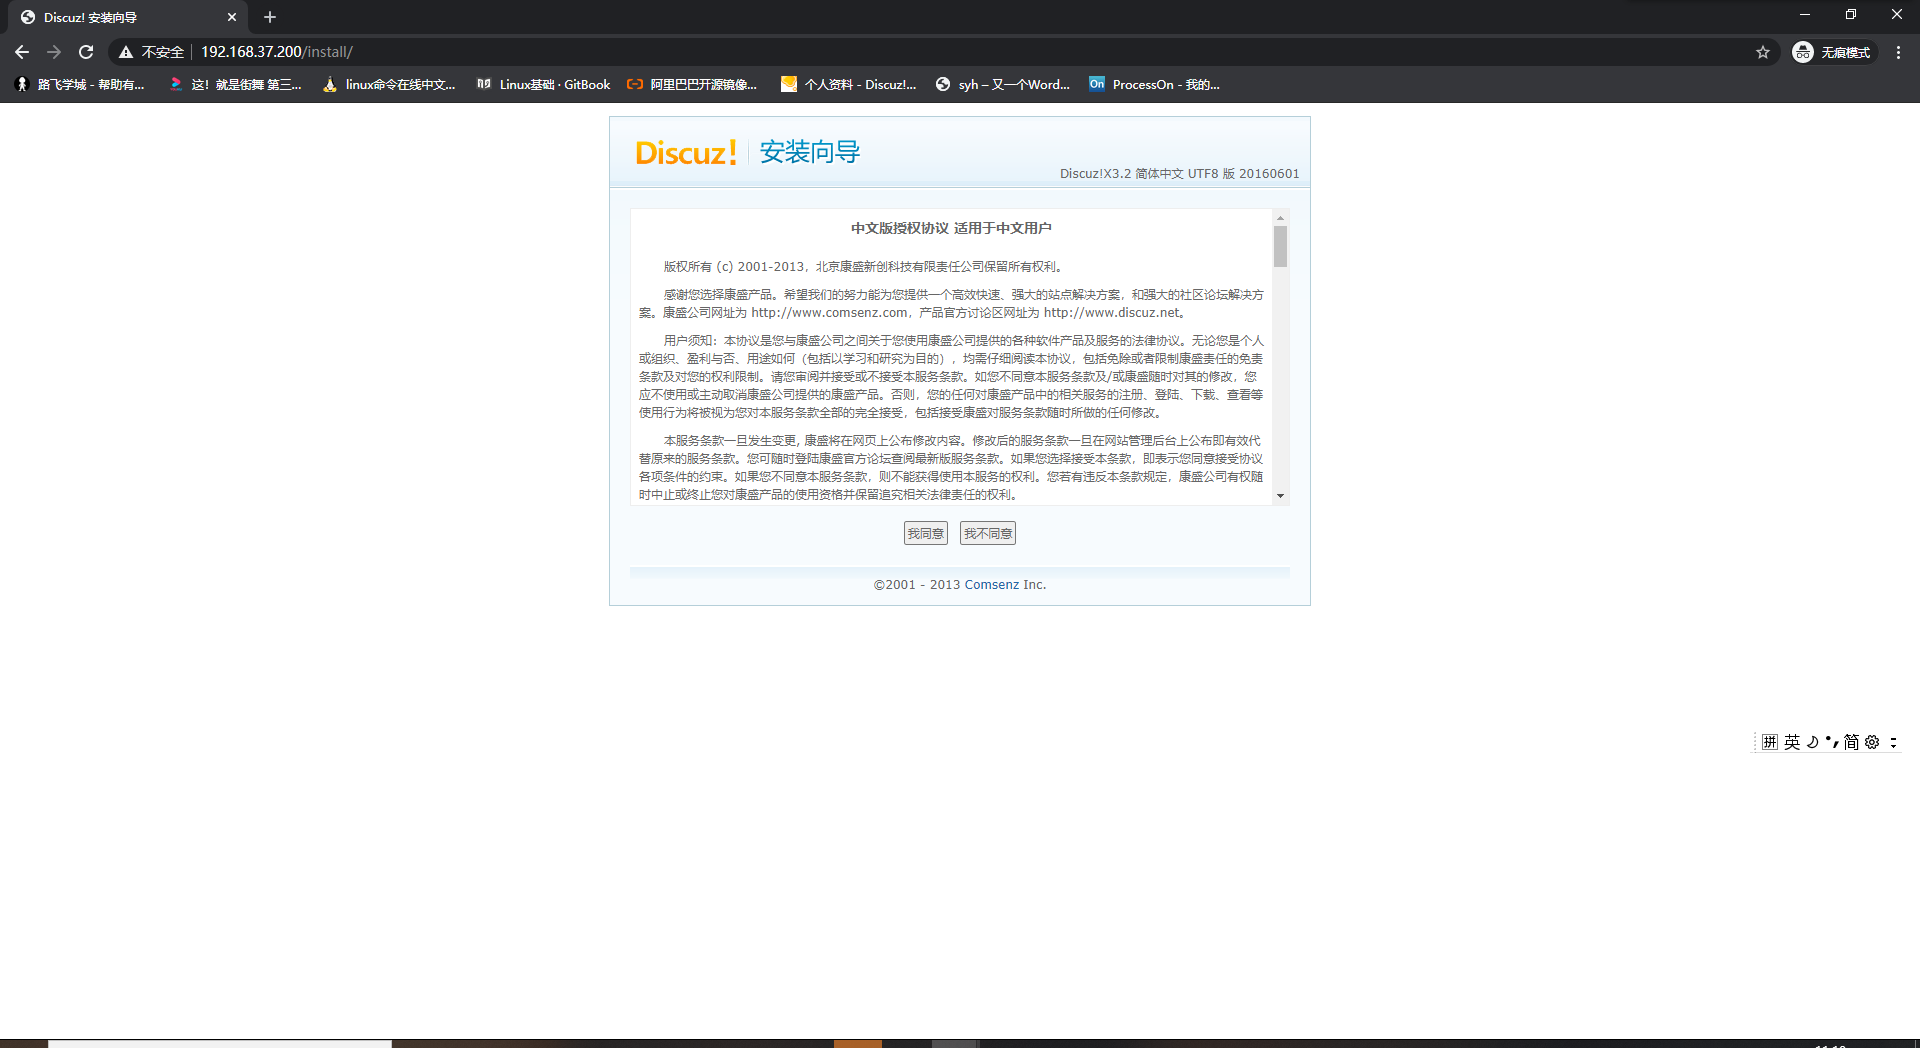 Discuz! 安装向导
不安全
192.168.37.200/install/
无痕模式
路飞学城 - 帮助有...
这！就是街舞 第三...
linux命令在线中文...
Linux基础 · GitBook
阿里巴巴开源镜像...
个人资料 - Discuz!...
syh – 又一个Word...
On
ProcessOn - 我的...
Discuz! 安装向导
Discuz!X3.2 简体中文 UTF8 版 20160601
中文版授权协议 适用于中文用户
版权所有 (c) 2001-2013，北京康盛新创科技有限责任公司保留所有权利。
感谢您选择康盛产品。希望我们的努力能为您提供一个高效快速、强大的站点解决方案，和强大的社区论坛解决方
案。康盛公司网址为 http://www.comsenz.com，产品官方讨论区网址为 http://www.discuz.net。
用户须知：本协议是您与康盛公司之间关于您使用康盛公司提供的各种软件产品及服务的法律协议。无论您是个人
或组织、盈利与否、用途如何（包括以学习和研究为目的），均需仔细阅读本协议，包括免除或者限制康盛责任的免责
条款及对您的权利限制。请您审阅并接受或不接受本服务条款。如您不同意本服务条款及/或康盛随时对其的修改，您
应不使用或主动取消康盛公司提供的康盛产品。否则，您的任何对康盛产品中的相关服务的注册、登陆、下载、查看等
使用行为将被视为您对本服务条款全部的完全接受，包括接受康盛对服务条款随时所做的任何修改。
本服务条款一旦发生变更, 康盛将在网页上公布修改内容。修改后的服务条款一旦在网站管理后台上公布即有效代
替原来的服务条款。您可随时登陆康盛官方论坛查阅最新版服务条款。如果您选择接受本条款，即表示您同意接受协议
各项条件的约束。如果您不同意本服务条款，则不能获得使用本服务的权利。您若有违反本条款规定，康盛公司有权随
时中止或终止您对康盛产品的使用资格并保留追究相关法律责任的权利。
我同意
我不同意
©2001 - 2013 Comsenz Inc.
拼 英 简